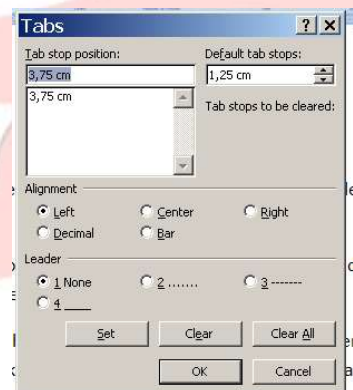 Tabs
Tab stop position:
Default tab stops:
3,75 cm
1,25 cm
3,75 cm
Tab stops to be cleared:
Alignment
Left Center Right
Decimal Bar
Leader
1 None 2 ....... 3 -------
4 ___
Set Clear Clear All
OK Cancel